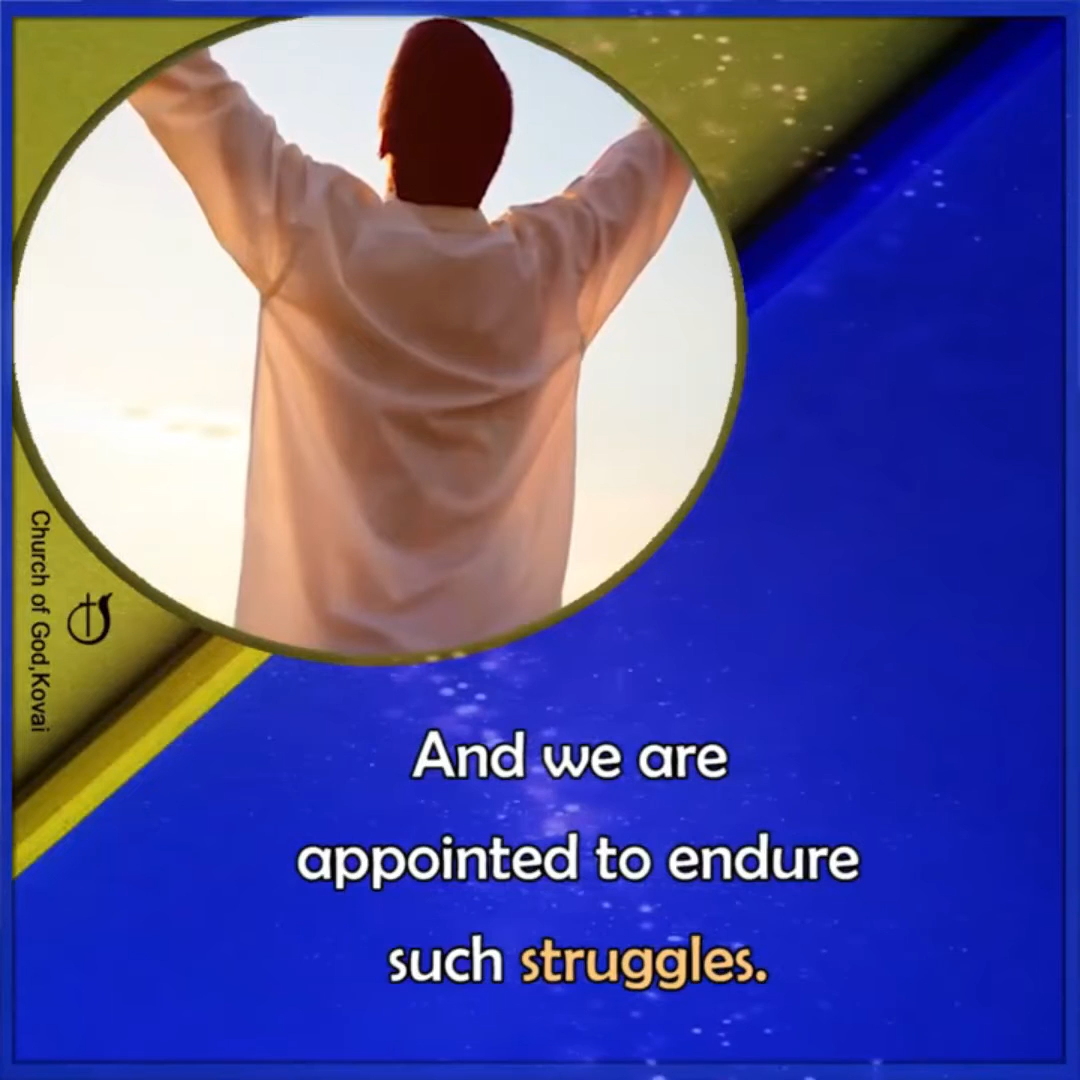 Church of God,Kovai
And we are
appointed to endure
such struggles.